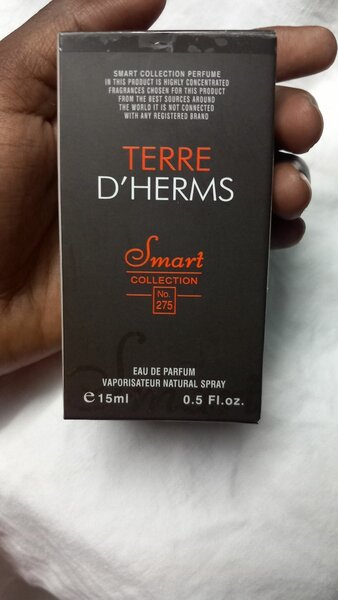 SMART COLLECTION PERFUME
IN THIS PRODUCT IS HIGHLY CONCENTRATED
FRAGRANCES CHOSEN FOR THIS PRODUCT
FROM THE BEST SOURCES AROUND
THE WORLD IT IS NOT CONNECTED
WITH ANY REGISTERED BRAND
TERRE
D'HERMS
Smart
COLLECTION
No.
275
EAU DE PARFUM
VAPORISATEUR NATURAL SPRAY
℮15ml 0.5 Fl.oz.
Smart